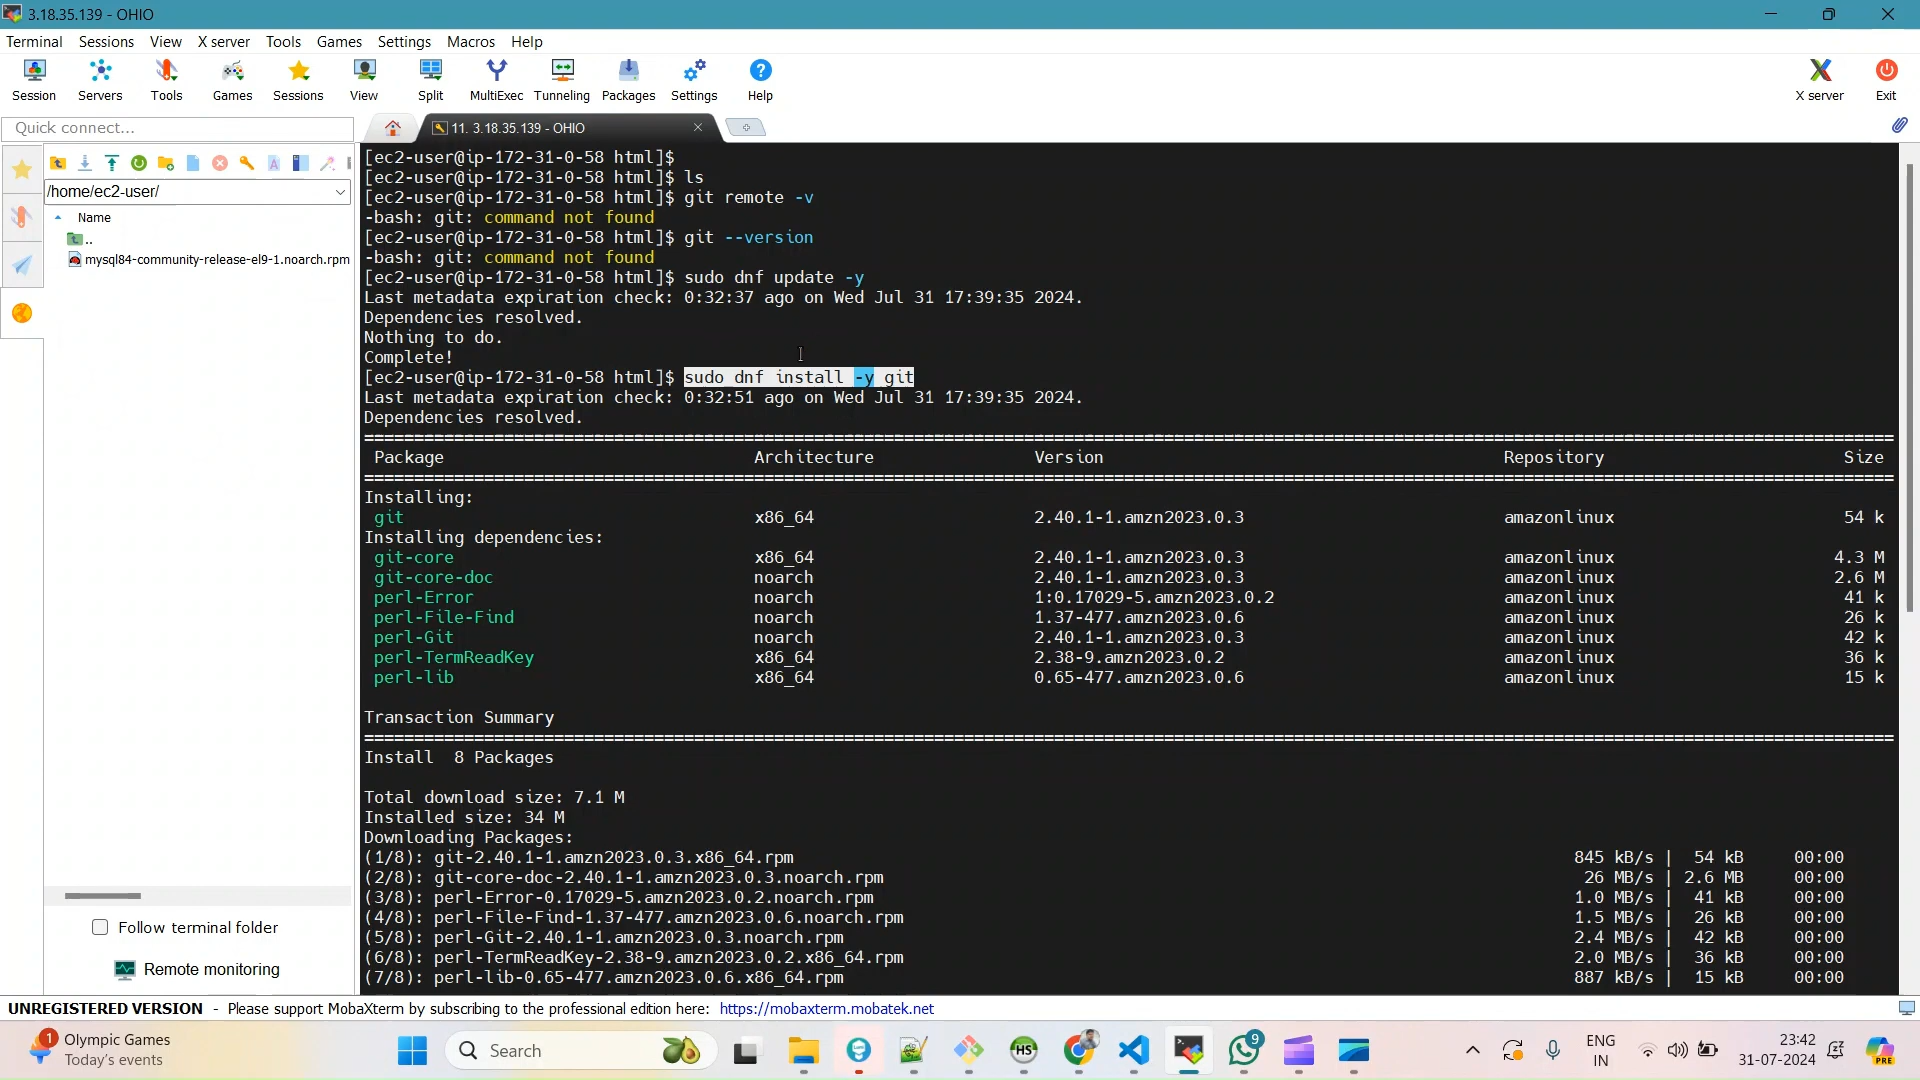 3.18.35.139 - OHIO
Terminal Sessions View X server Tools Games Settings Macros Help
Session Servers Tools Games Sessions View Split MultiExec Tunneling Packages Settings Help X server Exit
Quick connect...
11. 3.18.35.139 - OHIO
/home/ec2-user/
Name
..
mysql84-community-release-el9-1.noarch.rpm
Follow terminal folder
Remote monitoring
[ec2-user@ip-172-31-0-58 html]$
[ec2-user@ip-172-31-0-58 html]$ ls
[ec2-user@ip-172-31-0-58 html]$ git remote -v
-bash: git: command not found
[ec2-user@ip-172-31-0-58 html]$ git --version
-bash: git: command not found
[ec2-user@ip-172-31-0-58 html]$ sudo dnf update -y
Last metadata expiration check: 0:32:37 ago on Wed Jul 31 17:39:35 2024.
Dependencies resolved.
Nothing to do.
Complete!
[ec2-user@ip-172-31-0-58 html]$ sudo dnf install -y git
Last metadata expiration check: 0:32:51 ago on Wed Jul 31 17:39:35 2024.
Dependencies resolved.
Package Architecture Version Repository Size
Installing:
git x86_64 2.40.1-1.amzn2023.0.3 amazonlinux 54 k
Installing dependencies:
git-core x86_64 2.40.1-1.amzn2023.0.3 amazonlinux 4.3 M
git-core-doc noarch 2.40.1-1.amzn2023.0.3 amazonlinux 2.6 M
perl-Error noarch 1:0.17029-5.amzn2023.0.2 amazonlinux 41 k
perl-File-Find noarch 1.37-477.amzn2023.0.6 amazonlinux 26 k
perl-Git noarch 2.40.1-1.amzn2023.0.3 amazonlinux 42 k
perl-TermReadKey x86_64 2.38-9.amzn2023.0.2 amazonlinux 36 k
perl-lib x86_64 0.65-477.amzn2023.0.6 amazonlinux 15 k
Transaction Summary
Install 8 Packages
Total download size: 7.1 M
Installed size: 34 M
Downloading Packages:
(1/8): git-2.40.1-1.amzn2023.0.3.x86_64.rpm 845 kB/s | 54 kB 00:00
(2/8): git-core-doc-2.40.1-1.amzn2023.0.3.noarch.rpm 26 MB/s | 2.6 MB 00:00
(3/8): perl-Error-0.17029-5.amzn2023.0.2.noarch.rpm 1.0 MB/s | 41 kB 00:00
(4/8): perl-File-Find-1.37-477.amzn2023.0.6.noarch.rpm 1.5 MB/s | 26 kB 00:00
(5/8): perl-Git-2.40.1-1.amzn2023.0.3.noarch.rpm 2.4 MB/s | 42 kB 00:00
(6/8): perl-TermReadKey-2.38-9.amzn2023.0.2.x86_64.rpm 2.0 MB/s | 36 kB 00:00
(7/8): perl-lib-0.65-477.amzn2023.0.6.x86_64.rpm 887 kB/s | 15 kB 00:00
UNREGISTERED VERSION - Please support MobaXterm by subscribing to the professional edition here: https://mobaxterm.mobatek.net
1
Olympic Games
Today's events
Search
HS
9
ENG
IN
23:42
31-07-2024
PRE